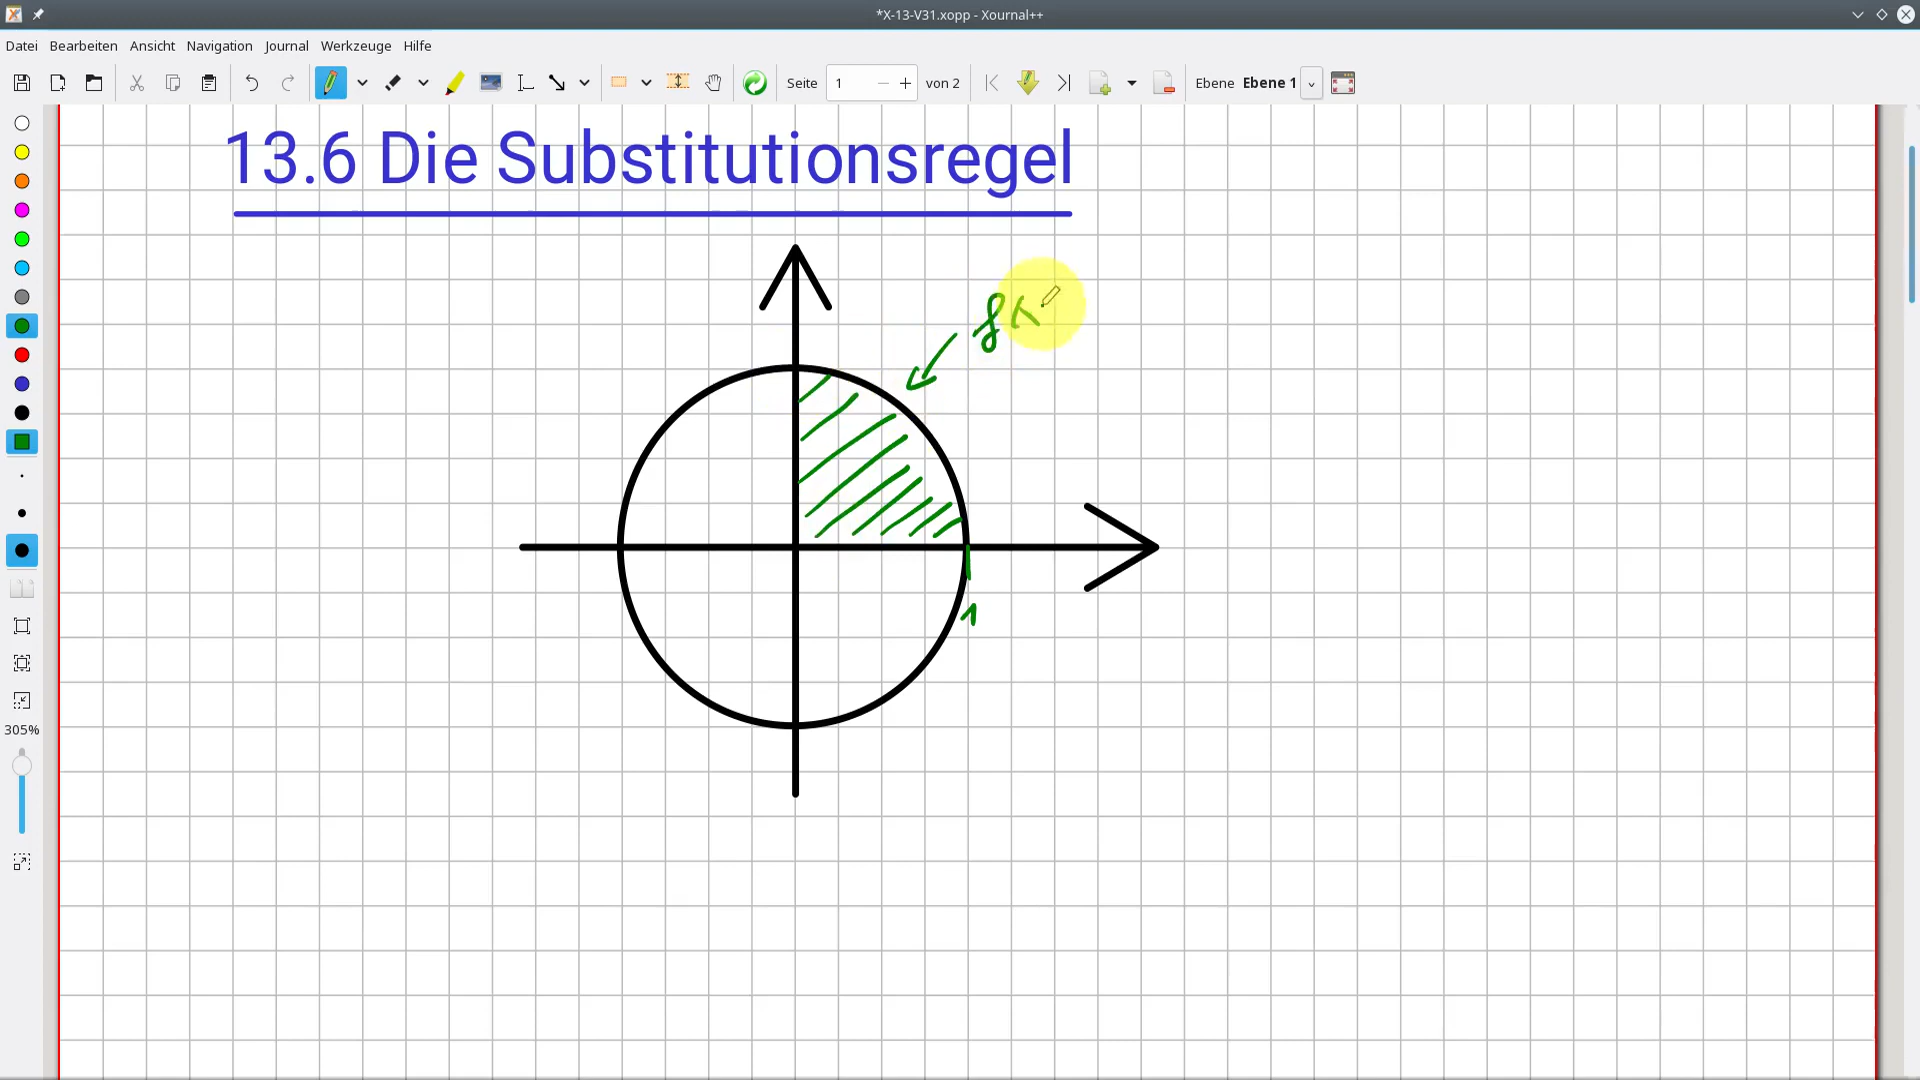 *X-13-V31.xopp - Xournal++
Datei Bearbeiten Ansicht Navigation Journal Werkzeuge Hilfe
Seite 1 von 2 Ebene Ebene 1
13.6 Die Substitutionsregel
1
305%